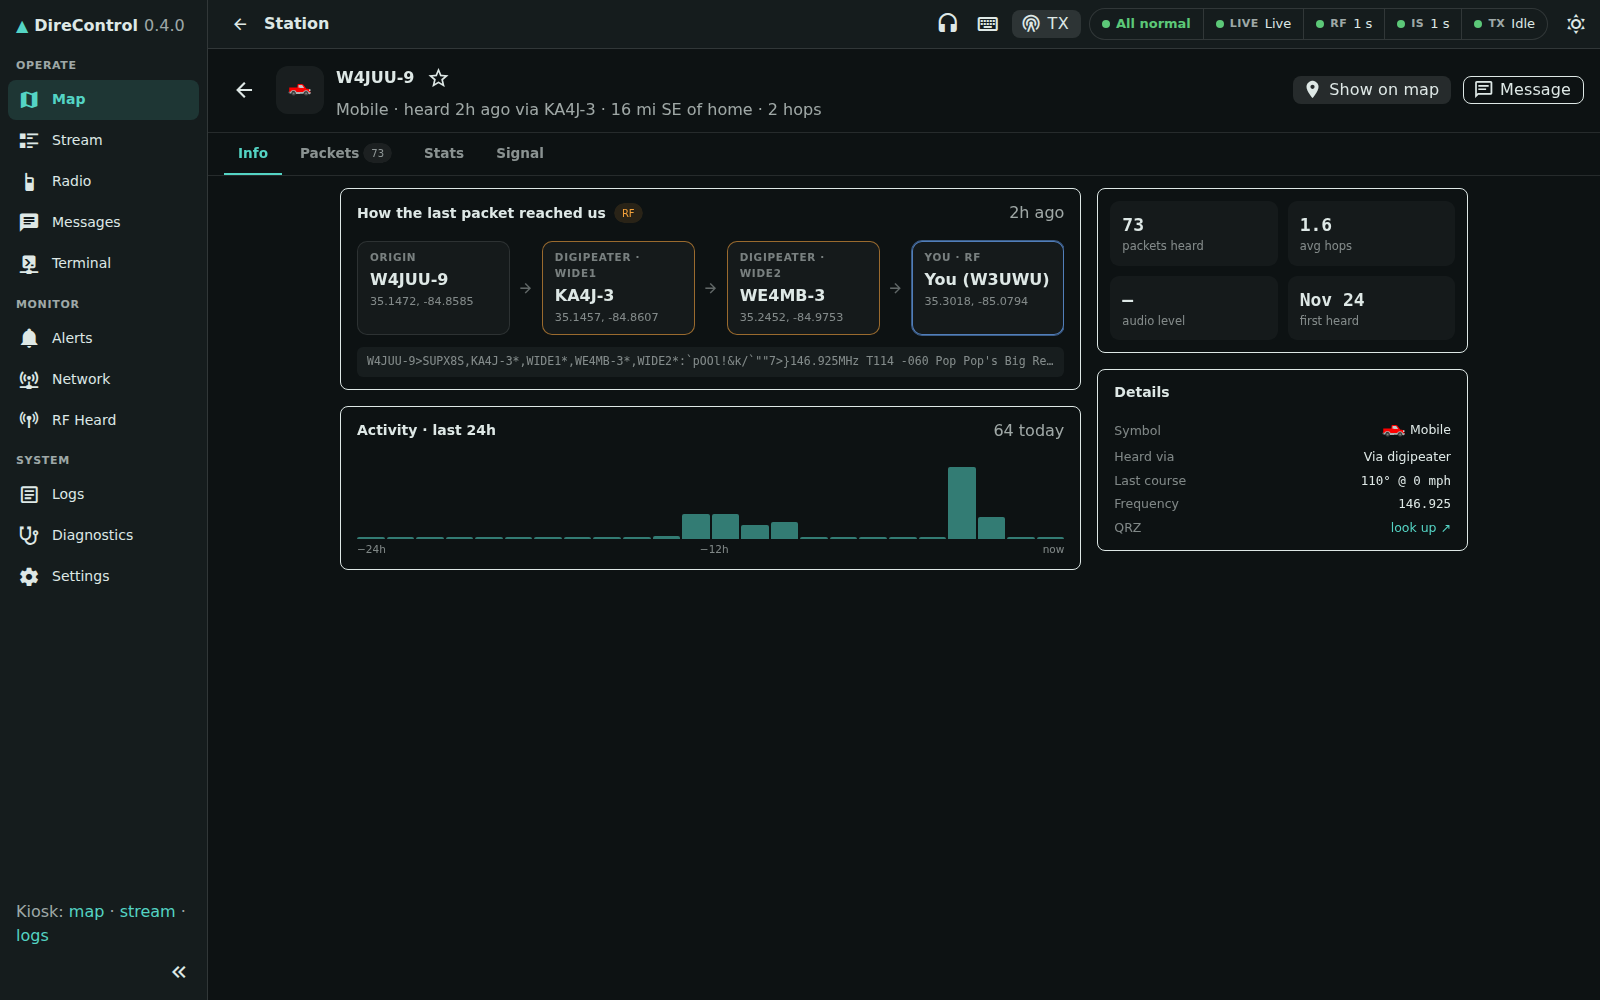 ▲ DireControl 0.4.0
OPERATE
Map
Stream
Radio
Messages
Terminal
MONITOR
Alerts
Network
RF Heard
SYSTEM
Logs
Diagnostics
Settings
Kiosk: map · stream ·
logs
Station
TX
All normal
LIVE Live
RF 1 s
IS 1 s
TX Idle
W4JUU-9
Mobile · heard 2h ago via KA4J-3 · 16 mi SE of home · 2 hops
Show on map
Message
Info
Packets 73
Stats
Signal
How the last packet reached us RF
2h ago
ORIGIN
W4JUU-9
35.1472, -84.8585
DIGIPEATER ·
WIDE1
KA4J-3
35.1457, -84.8607
DIGIPEATER ·
WIDE2
WE4MB-3
35.2452, -84.9753
YOU · RF
You (W3UWU)
35.3018, -85.0794
W4JUU-9>SUPX8S,KA4J-3*,WIDE1*,WE4MB-3*,WIDE2*:`pOOl!&k/`""7>}146.925MHz T114 -060 Pop Pop's Big Re…
Activity · last 24h
64 today
−24h
−12h
now
73
packets heard
1.6
avg hops
—
audio level
Nov 24
first heard
Details
Symbol
Mobile
Heard via
Via digipeater
Last course
110° @ 0 mph
Frequency
146.925
QRZ
look up ↗